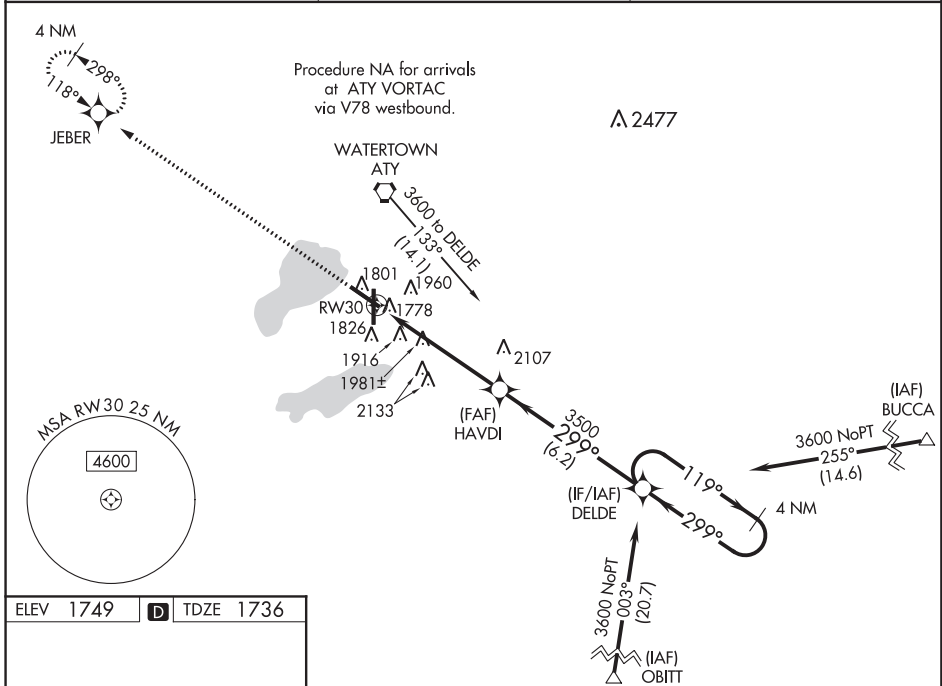 4 NM
298°
118°
JEBER
Procedure NA for arrivals
at ATY VORTAC
via V78 westbound.
2477
WATERTOWN
ATY
3600 to DELDE
133°
(14.1)
1801
1960
RW30
1778
1826
1916
1981±
2133
2107
(FAF)
HAVDI
3500
299°
(6.2)
(IF/IAF)
DELDE
119°
299°
4 NM
(IAF)
BUCCA
3600 NoPT
255°
(14.6)
3600 NoPT
003°
(20.7)
(IAF)
OBITT
MSA RW30 25 NM
4600
ELEV 1749 D TDZE 1736